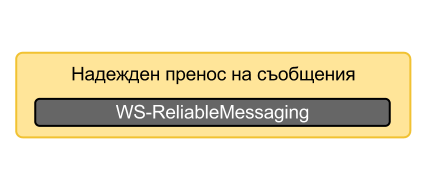 Надежден пренос на съобщения
WS-ReliableMessaging